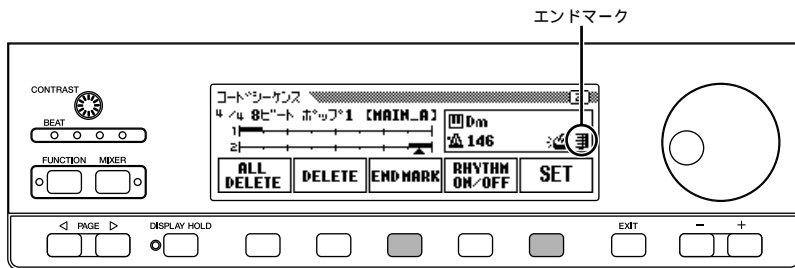 エンドマーク
CONTRAST
BEAT
FUNCTION MIXER
コードシーケンス 2
4/4 8ビート ポップ1 [MAIN_A]
Dm
1
146
2
ALL DELETE
DELETE
END MARK
RHYTHM ON/OFF
SET
PAGE
DISPLAY HOLD
EXIT
- +